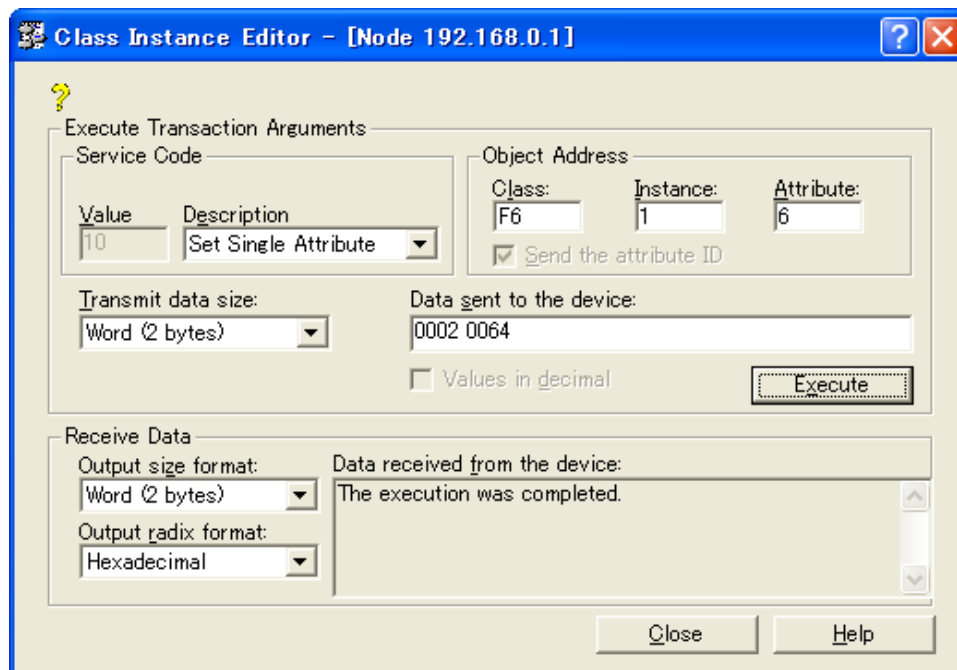 Class Instance Editor - [Node 192.168.0.1]
Execute Transaction Arguments
Service Code
Value Description
10 Set Single Attribute
Object Address
Class: Instance: Attribute:
F6 1 6
Send the attribute ID
Transmit data size:
Word (2 bytes)
Data sent to the device:
0002 0064
Values in decimal
Execute
Receive Data
Output size format:
Word (2 bytes)
Output radix format:
Hexadecimal
Data received from the device:
The execution was completed.
Close Help